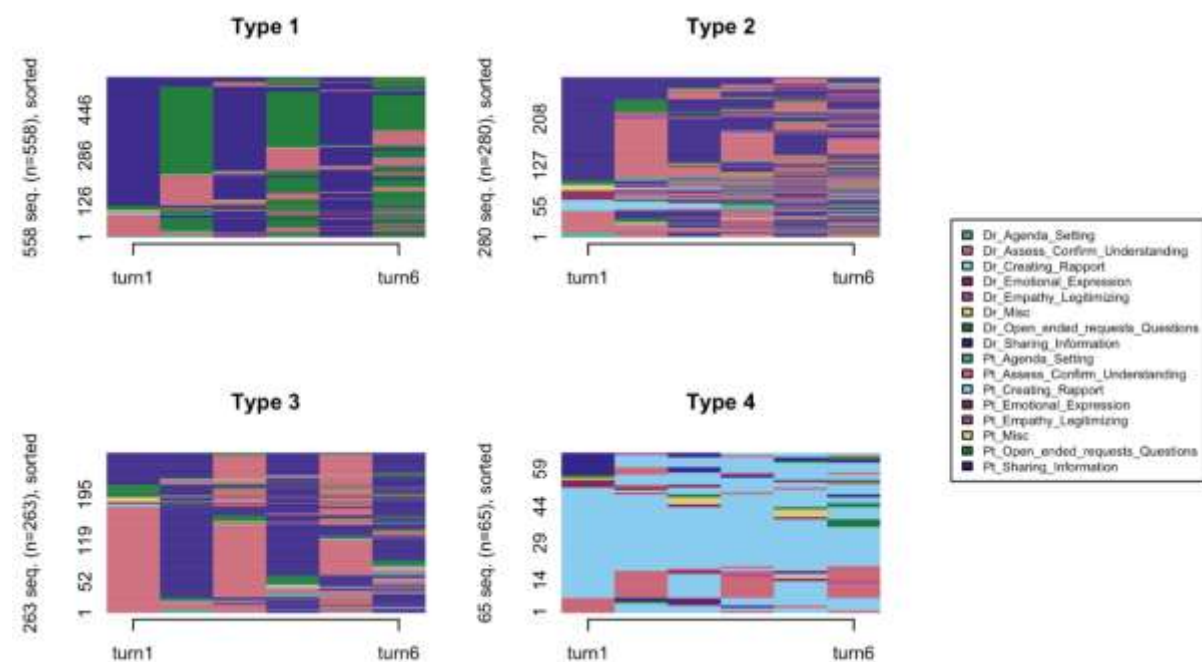 Type 1
558 seq. (n=558), sorted
446
286
126
1
turn1
turn6
Type 2
280 seq. (n=280), sorted
208
127
55
1
turn1
turn6
Type 3
263 seq. (n=263), sorted
195
119
52
1
turn1
turn6
Type 4
65 seq. (n=65), sorted
59
44
29
14
1
turn1
turn6
Dr_Agenda_Setting
Dr_Assess_Confirm_Understanding
Dr_Creating_Rapport
Dr_Emotional_Expression
Dr_Empathy_Legitimizing
Dr_Misc
Dr_Open_ended_requests_Questions
Dr_Sharing_Information
Pt_Agenda_Setting
Pt_Assess_Confirm_Understanding
Pt_Creating_Rapport
Pt_Emotional_Expression
Pt_Empathy_Legitimizing
Pt_Misc
Pt_Open_ended_requests_Questions
Pt_Sharing_Information